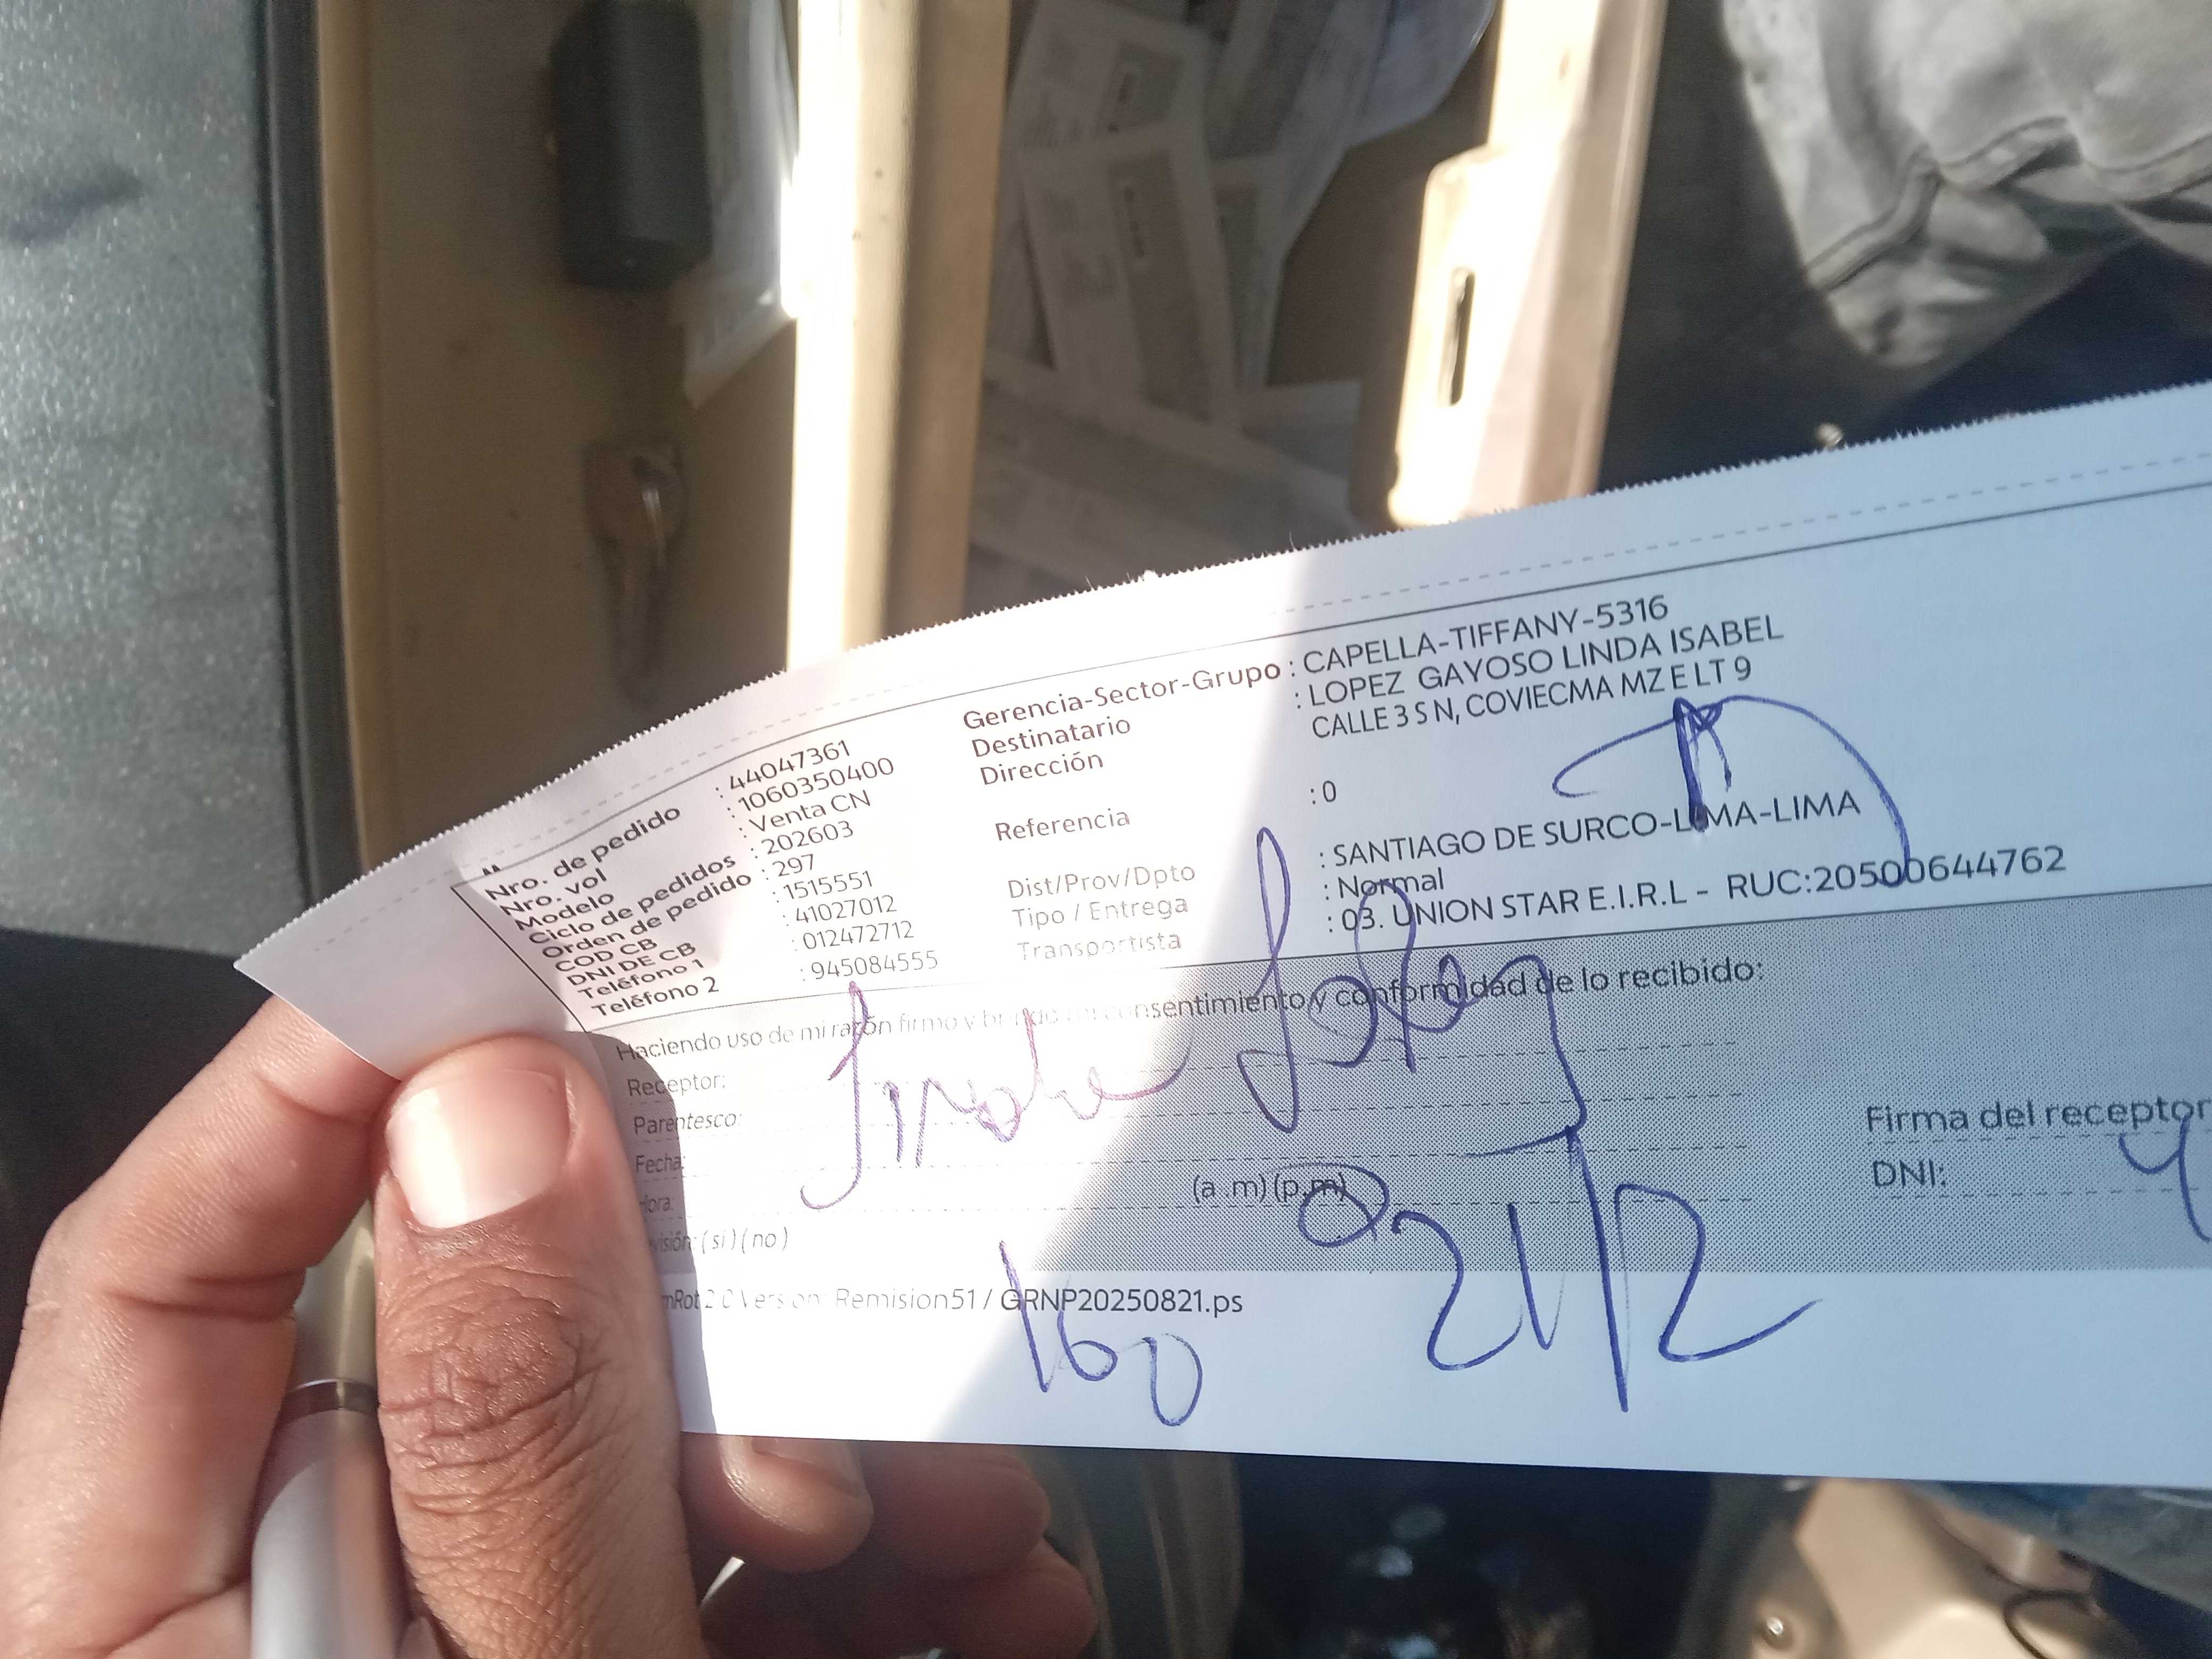 Nro. de pedido : 44047361
Nro. vol : 1060350400
Modelo : Venta CN
Ciclo de pedidos : 202603
Orden de pedido : 297
COD CB : 1515551
DNI DE CB : 41027012
Teléfono 1 : 012472712
Teléfono 2 : 945084555
Gerencia-Sector-Grupo : CAPELLA-TIFFANY-5316
Destinatario : LOPEZ GAYOSO LINDA ISABEL
Dirección CALLE 3 S N, COVIECMA MZ E LT 9
Referencia : 0
Dist/Prov/Dpto : SANTIAGO DE SURCO-LIMA-LIMA
Tipo / Entrega : Normal
Transportista : 03. UNION STAR E.I.R.L - RUC:20500644762
Haciendo uso de mi razón firmo y brindo mi consentimiento y conformidad de lo recibido:
Receptor:
Parentesco:
Fecha:
Hora: (a .m) (p.m)
( si ) ( no )
Lopez
Firma del receptor
DNI: 4
Remision51 / GRNP20250821.ps
160
21/2